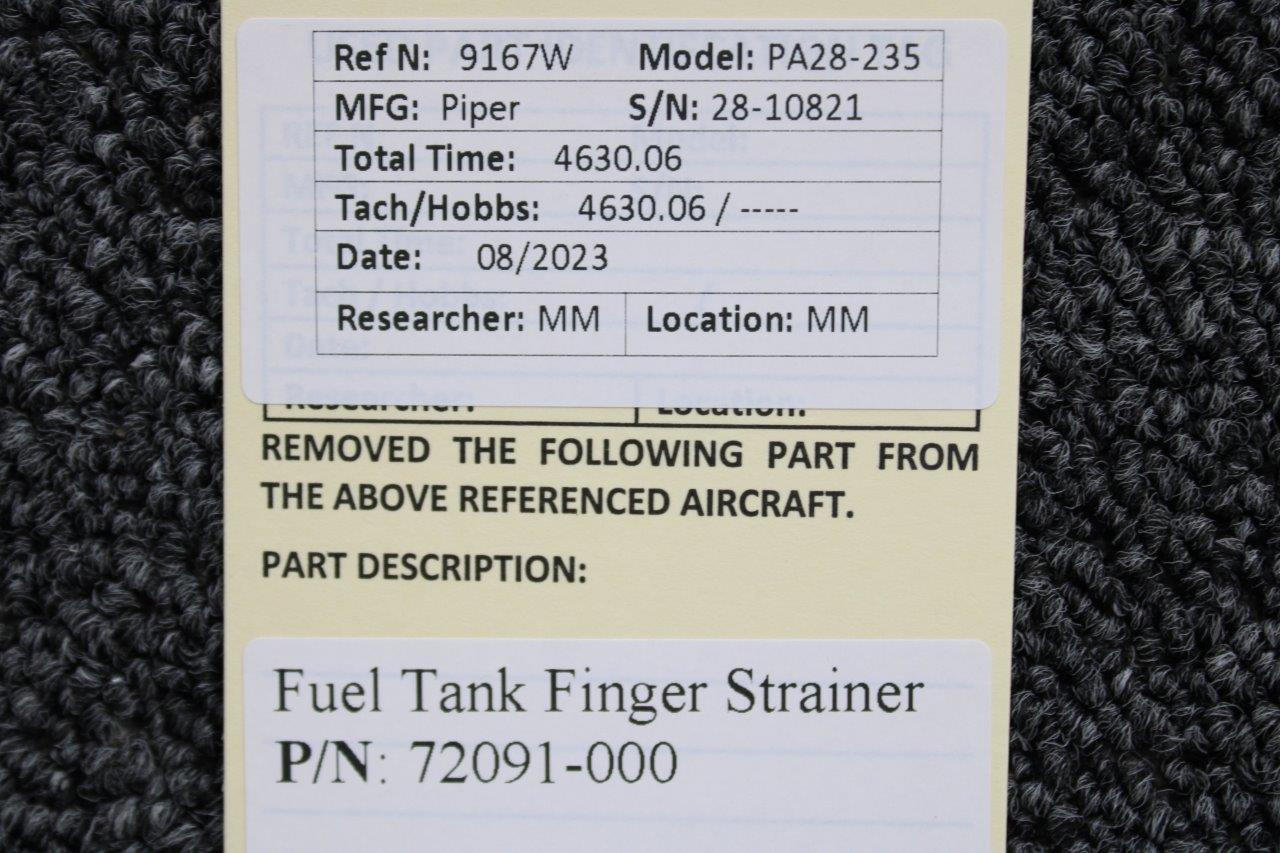 Ref N: 9167W Model: PA28-235
MFG: Piper S/N: 28-10821
Total Time: 4630.06
Tach/Hobbs: 4630.06 / -----
Date: 08/2023
Researcher: MM Location: MM
Researcher: Location:
REMOVED THE FOLLOWING PART FROM
THE ABOVE REFERENCED AIRCRAFT.
PART DESCRIPTION:
Fuel Tank Finger Strainer
P/N: 72091-000